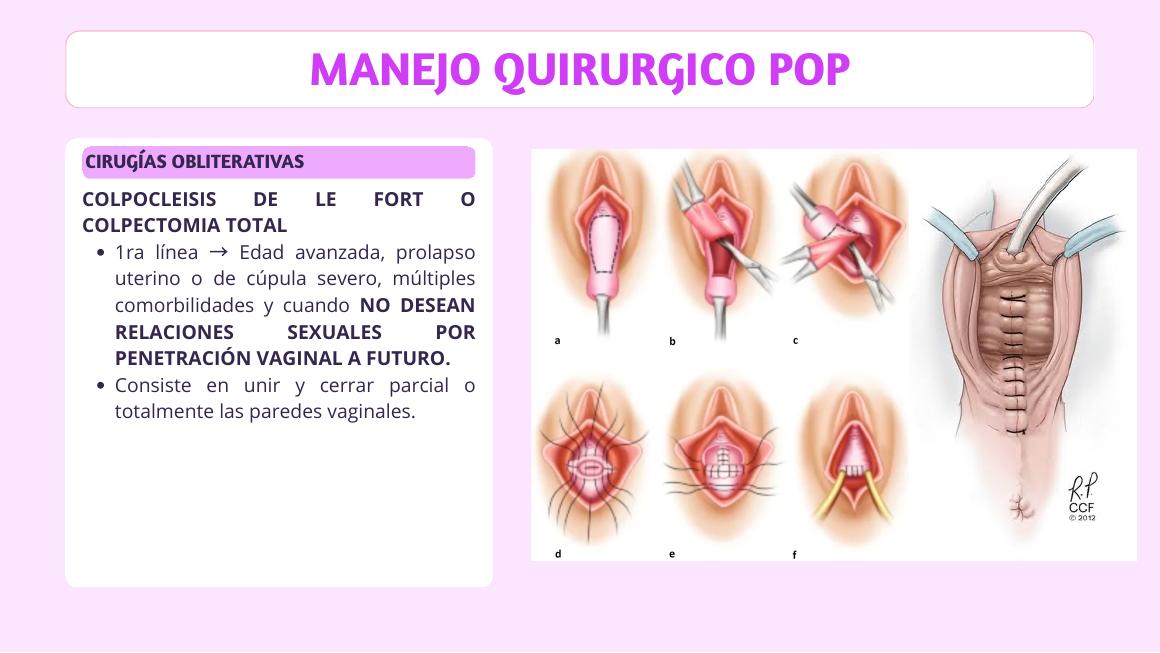 MANEJO QUIRURGICO POP
CIRUGÍAS OBLITERATIVAS
COLPOCLEISIS DE LE FORT O
COLPECTOMIA TOTAL
• 1ra línea → Edad avanzada, prolapso
uterino o de cúpula severo, múltiples
comorbilidades y cuando NO DESEAN
RELACIONES SEXUALES POR
PENETRACIÓN VAGINAL A FUTURO.
• Consiste en unir y cerrar parcial o
totalmente las paredes vaginales.
a
b
c
d
e
f
R.P.
CCF
© 2012